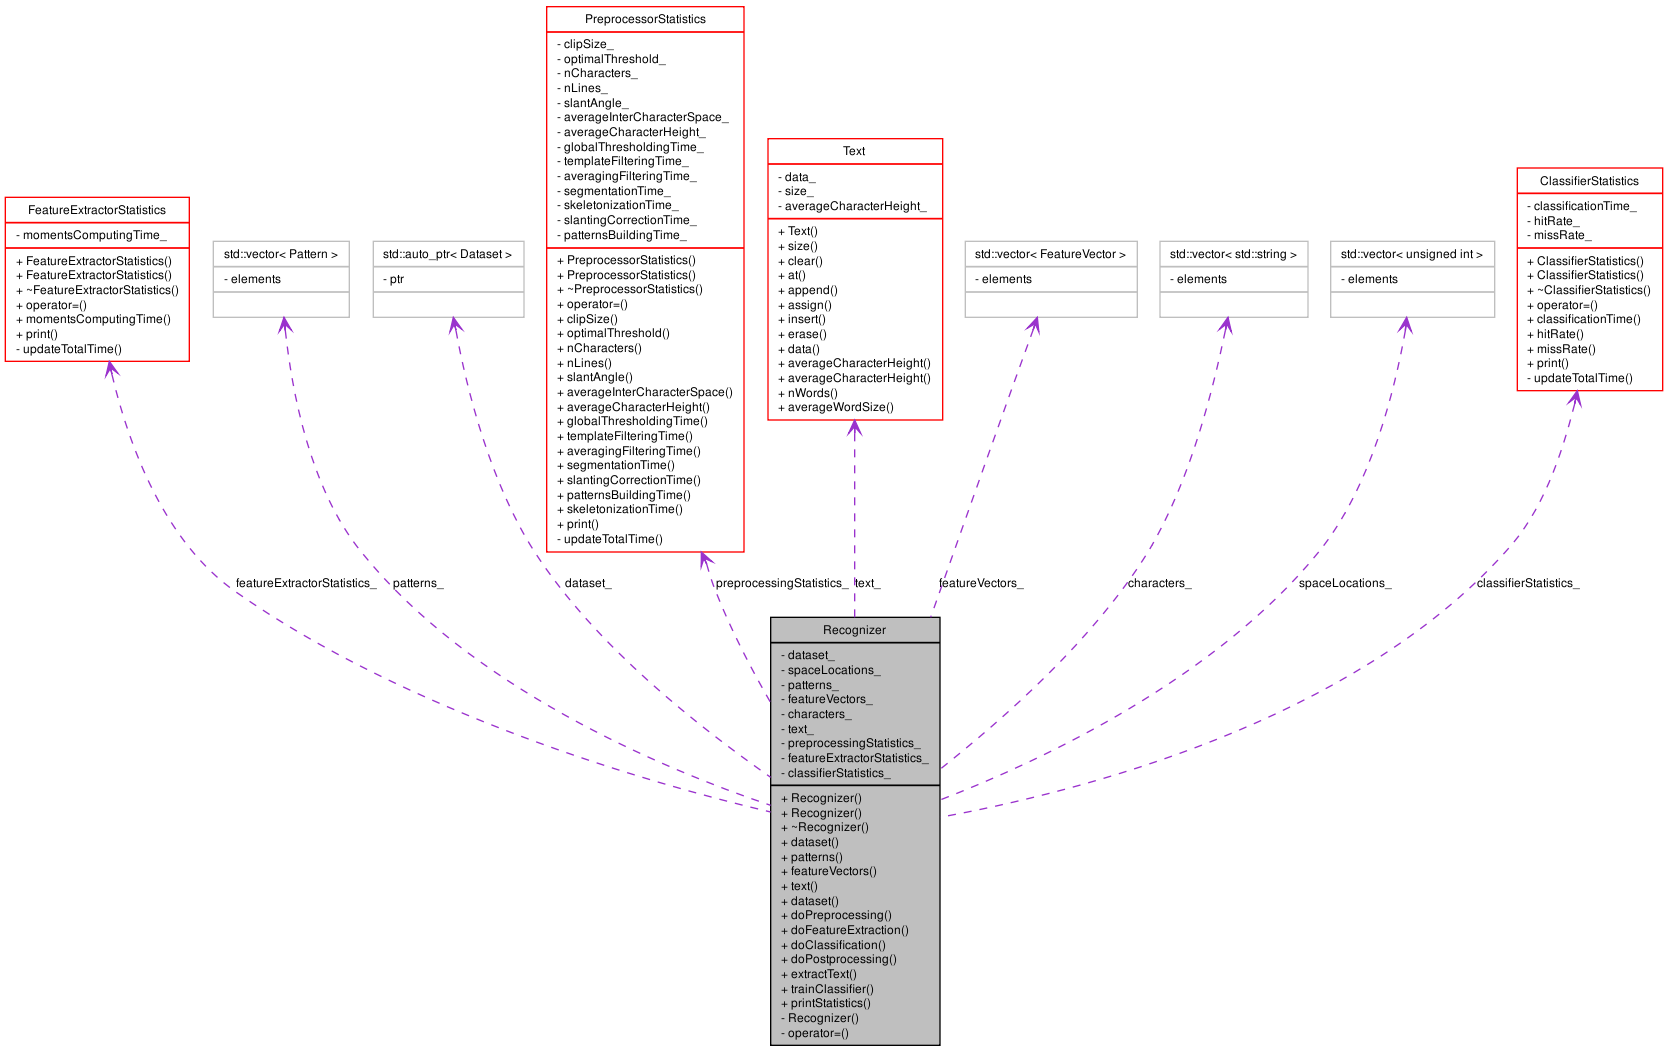 PreprocessorStatistics
- clipSize_
- optimalThreshold_
- nCharacters_
- nLines_
- slantAngle_
- averageInterCharacterSpace_
- averageCharacterHeight_
- globalThresholdingTime_
- templateFilteringTime_
- averagingFilteringTime_
- segmentationTime_
- skeletonizationTime_
- slantingCorrectionTime_
- patternsBuildingTime_
+ PreprocessorStatistics()
+ PreprocessorStatistics()
+ ~PreprocessorStatistics()
+ operator=()
+ clipSize()
+ optimalThreshold()
+ nCharacters()
+ nLines()
+ slantAngle()
+ averageInterCharacterSpace()
+ averageCharacterHeight()
+ globalThresholdingTime()
+ templateFilteringTime()
+ averagingFilteringTime()
+ segmentationTime()
+ slantingCorrectionTime()
+ patternsBuildingTime()
+ skeletonizationTime()
+ print()
- updateTotalTime()
Text
- data_
- size_
- averageCharacterHeight_
+ Text()
+ size()
+ clear()
+ at()
+ append()
+ assign()
+ insert()
+ erase()
+ data()
+ averageCharacterHeight()
+ averageCharacterHeight()
+ nWords()
+ averageWordSize()
ClassifierStatistics
- classificationTime_
- hitRate_
- missRate_
+ ClassifierStatistics()
+ ClassifierStatistics()
+ ~ClassifierStatistics()
+ operator=()
+ classificationTime()
+ hitRate()
+ missRate()
+ print()
- updateTotalTime()
FeatureExtractorStatistics
- momentsComputingTime_
+ FeatureExtractorStatistics()
+ FeatureExtractorStatistics()
+ ~FeatureExtractorStatistics()
+ operator=()
+ momentsComputingTime()
+ print()
- updateTotalTime()
std::vector< Pattern >
- elements
std::auto_ptr< Dataset >
- ptr
std::vector< FeatureVector >
- elements
std::vector< std::string >
- elements
std::vector< unsigned int >
- elements
featureExtractorStatistics_
patterns_
dataset_
preprocessingStatistics_
text_
featureVectors_
characters_
spaceLocations_
classifierStatistics_
Recognizer
- dataset_
- spaceLocations_
- patterns_
- featureVectors_
- characters_
- text_
- preprocessingStatistics_
- featureExtractorStatistics_
- classifierStatistics_
+ Recognizer()
+ Recognizer()
+ ~Recognizer()
+ dataset()
+ patterns()
+ featureVectors()
+ text()
+ dataset()
+ doPreprocessing()
+ doFeatureExtraction()
+ doClassification()
+ doPostprocessing()
+ extractText()
+ trainClassifier()
+ printStatistics()
- Recognizer()
- operator=()